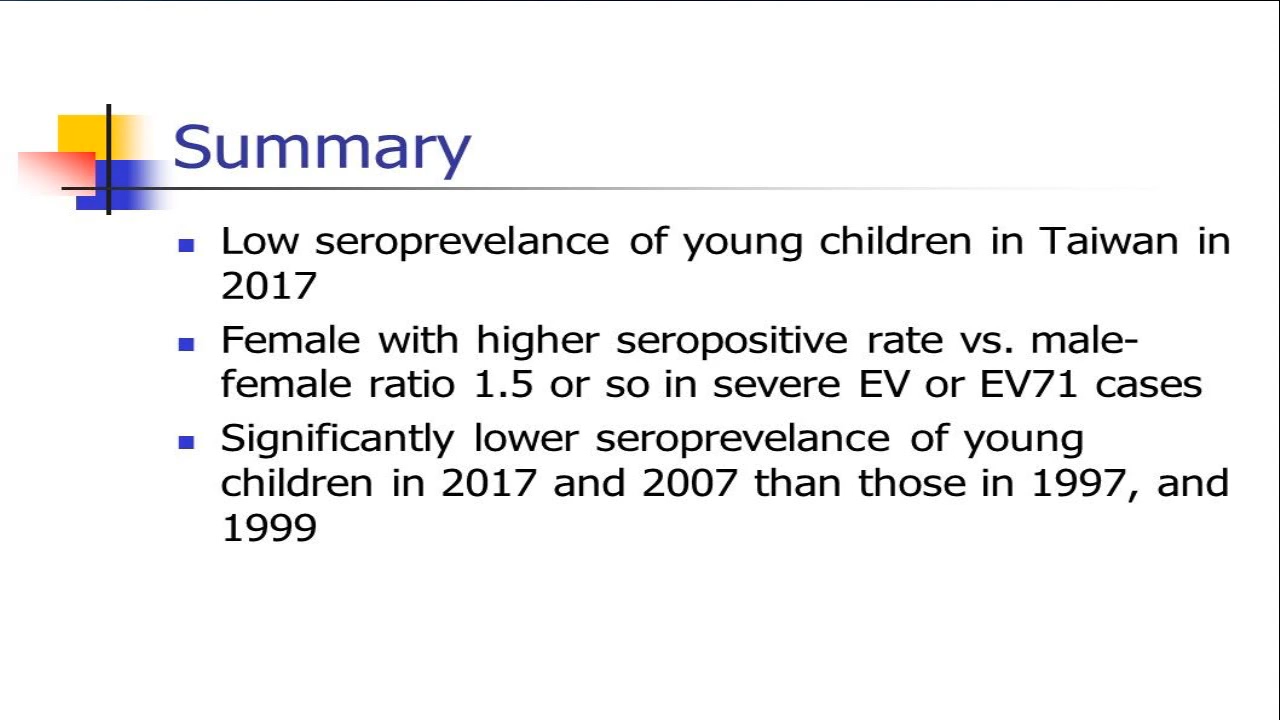 Summary
Low seroprevelance of young children in Taiwan in
2017
Female with higher seropositive rate vs. male-
female ratio 1.5 or so in severe EV or EV71 cases
Significantly lower seroprevelance of young
children in 2017 and 2007 than those in 1997, and
1999